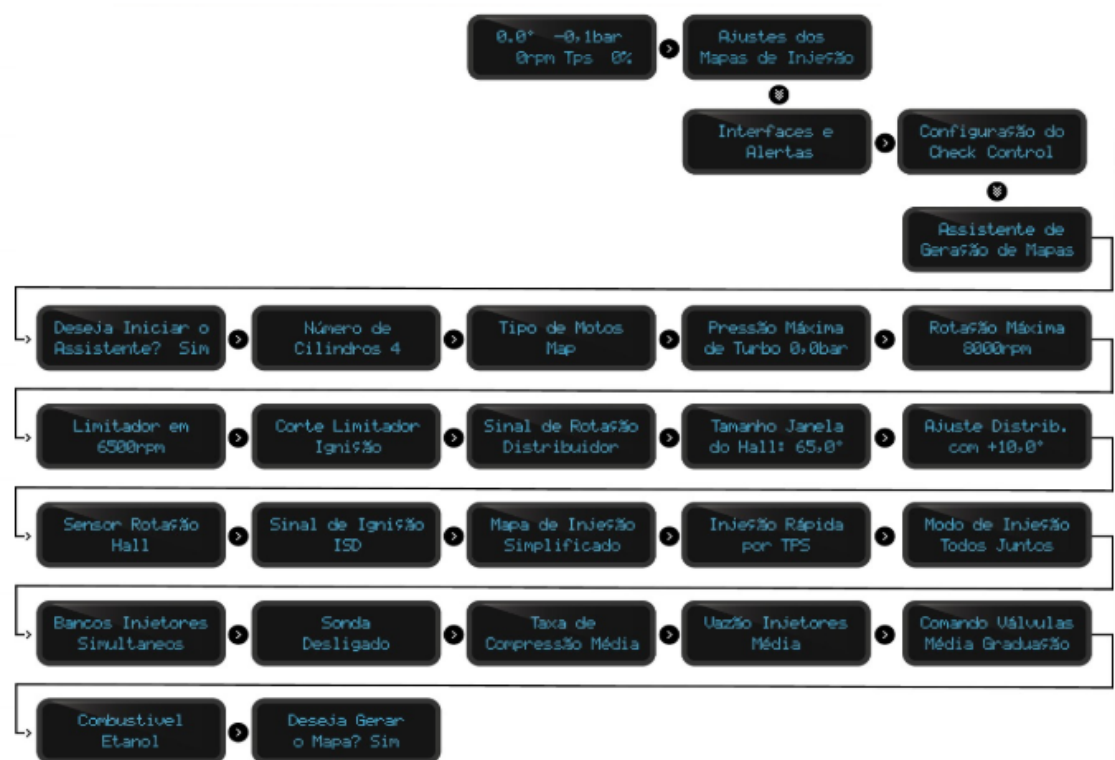 0.0° -0,1bar
0rpm Tps 0%
Ajustes dos
Mapas de Injeção
Interfaces e
Alertas
Configuração do
Check Control
Assistente de
Geração de Mapas
Deseja Iniciar o
Assistente? Sim
Número de
Cilindros 4
Tipo de Motos
Map
Pressão Máxima
de Turbo 0,0bar
Rotação Máxima
8000rpm
Limitador em
6500rpm
Corte Limitador
Ignição
Sinal de Rotação
Distribuidor
Tamanho Janela
do Hall: 65,0°
Ajuste Distrib.
com +10,0°
Sensor Rotação
Hall
Sinal de Ignição
ISD
Mapa de Injeção
Simplificado
Injeção Rápida
por TPS
Modo de Injeção
Todos Juntos
Bancos Injetores
Simultaneos
Sonda
Desligado
Taxa de
Compressão Média
Vazão Injetores
Média
Comando Válvulas
Média Graduação
Combustivel
Etanol
Deseja Gerar
o Mapa? Sim